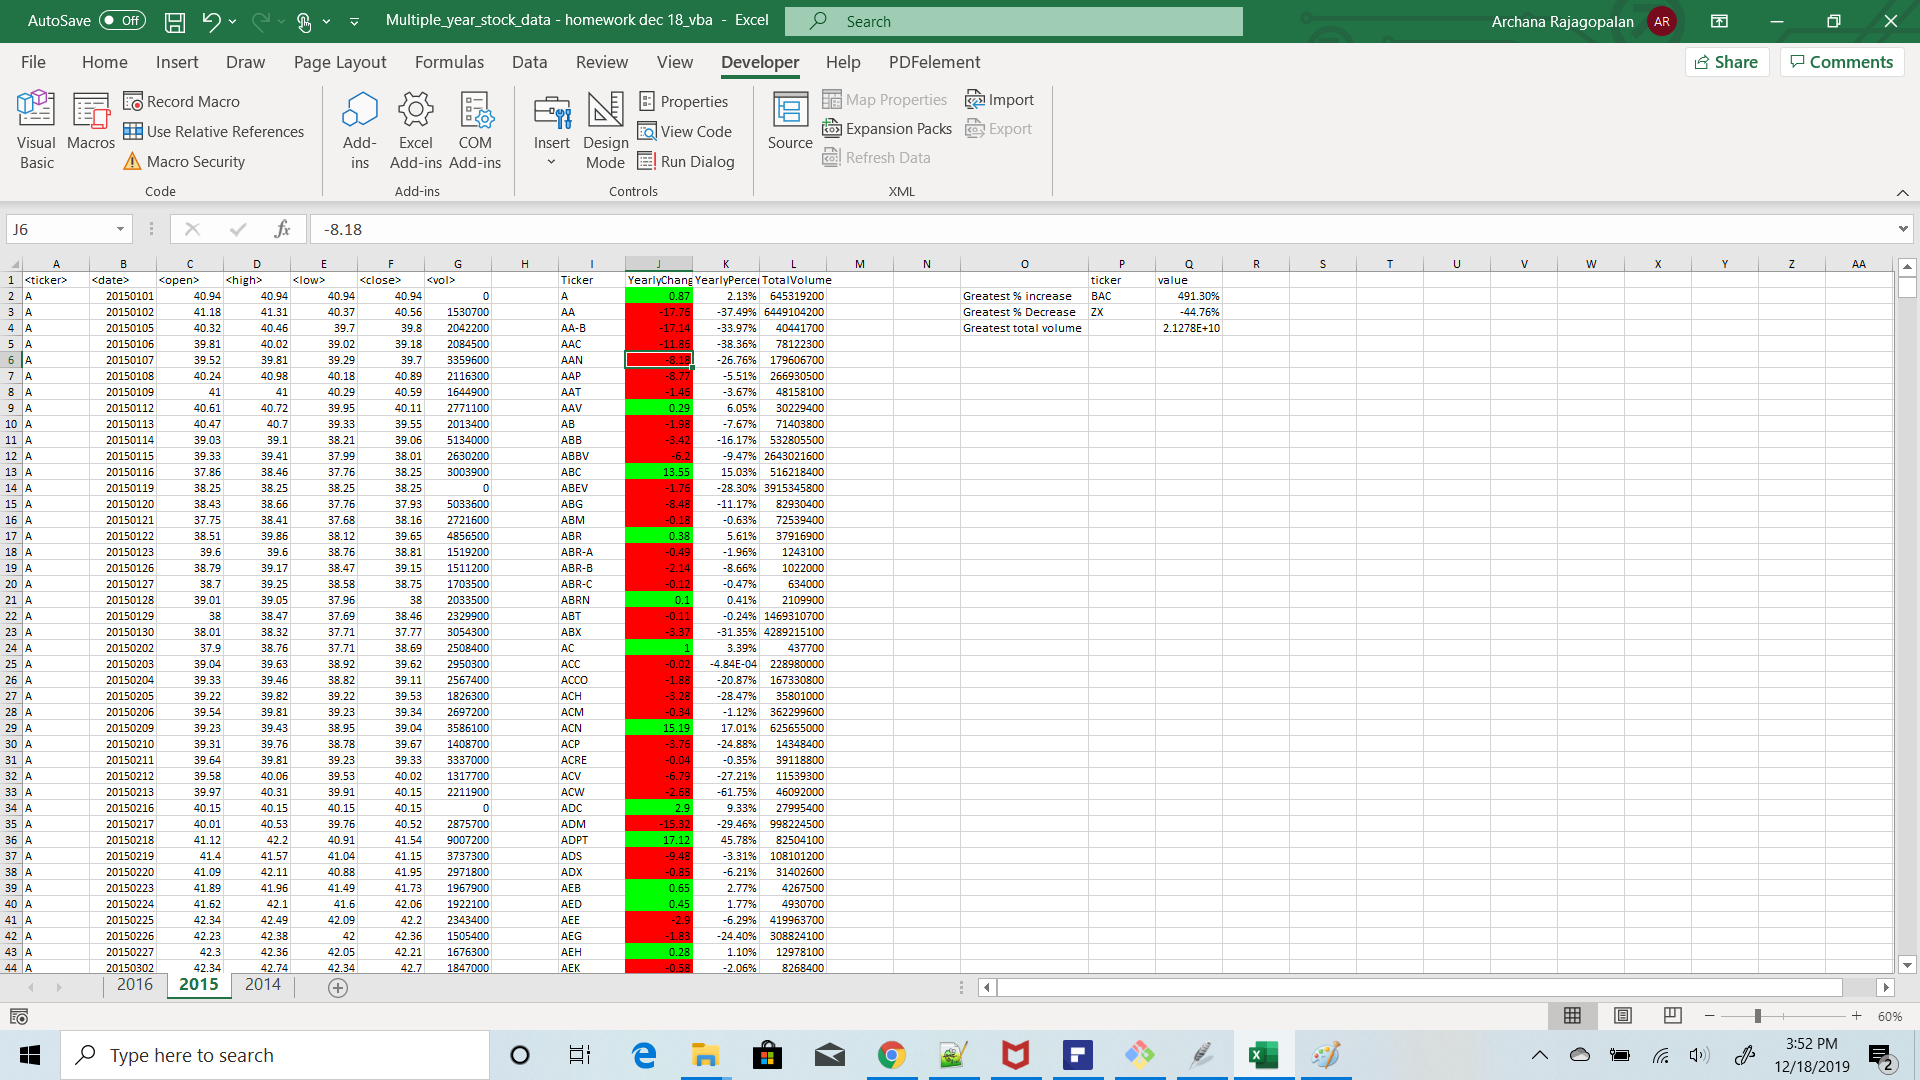 AutoSave Off Multiple_year_stock_data - homework dec 18_vba - Excel Search Archana Rajagopalan AR
File Home Insert Draw Page Layout Formulas Data Review View Developer Help PDFelement Share Comments
Visual Basic Macros Record Macro Use Relative References Macro Security Code
Add-ins Excel Add-ins COM Add-ins Add-ins
Insert Design Mode Properties View Code Run Dialog Controls
Source Map Properties Expansion Packs Refresh Data Import Export XML
J6 fx -8.18
A B C D E F G H I J K L M N O P Q R S T U V W X Y Z AA
1 <ticker> <date> <open> <high> <low> <close> <vol> Ticker YearlyChang YearlyPercei TotalVolume ticker value
2 A 20150101 40.94 40.94 40.94 40.94 0 A 0.87 2.13% 645319200 Greatest % increase BAC 491.30%
3 A 20150102 41.18 41.31 40.37 40.56 1530700 AA -17.76 -37.49% 6449104200 Greatest % Decrease ZX -44.76%
4 A 20150105 40.32 40.46 39.7 39.8 2042200 AA-B -17.14 -33.97% 40441700 Greatest total volume 2.1278E+10
5 A 20150106 39.81 40.02 39.02 39.18 2084500 AAC -11.86 -38.36% 78122300
6 A 20150107 39.52 39.81 39.29 39.7 3359600 AAN -8.18 -26.76% 179606700
7 A 20150108 40.24 40.98 40.18 40.89 2116300 AAP -8.77 -5.51% 266930500
8 A 20150109 41 41 40.29 40.59 1644900 AAT -1.46 -3.67% 48158100
9 A 20150112 40.61 40.72 39.95 40.11 2771100 AAV 0.29 6.05% 30229400
10 A 20150113 40.47 40.7 39.33 39.55 2013400 AB -1.98 -7.67% 71403800
11 A 20150114 39.03 39.1 38.21 39.06 5134000 ABB -3.42 -16.17% 532805500
12 A 20150115 39.33 39.41 37.99 38.01 2630200 ABBV -6.2 -9.47% 2643021600
13 A 20150116 37.86 38.46 37.76 38.25 3003900 ABC 13.55 15.03% 516218400
14 A 20150119 38.25 38.25 38.25 38.25 0 ABEV -1.76 -28.30% 3915345800
15 A 20150120 38.43 38.66 37.76 37.93 5033600 ABG -8.48 -11.17% 82930400
16 A 20150121 37.75 38.41 37.68 38.16 2721600 ABM -0.18 -0.63% 72539400
17 A 20150122 38.51 39.86 38.12 39.65 4856500 ABR 0.38 5.61% 37916900
18 A 20150123 39.6 39.6 38.76 38.81 1519200 ABR-A -0.49 -1.96% 1243100
19 A 20150126 38.79 39.17 38.47 39.15 1511200 ABR-B -2.14 -8.66% 1022000
20 A 20150127 38.7 39.25 38.58 38.75 1703500 ABR-C -0.12 -0.47% 634000
21 A 20150128 39.01 39.05 37.96 38 2033500 ABRN 0.1 0.41% 2109900
22 A 20150129 38 38.47 37.69 38.46 2329900 ABT -0.11 -0.24% 1469310700
23 A 20150130 38.01 38.32 37.71 37.77 3054300 ABX -3.37 -31.35% 4289215100
24 A 20150202 37.9 38.76 37.71 38.69 2508400 AC 1 3.39% 437700
25 A 20150203 39.04 39.63 38.92 39.62 2950300 ACC -0.02 -4.84E-04 228980000
26 A 20150204 39.33 39.46 38.82 39.11 2567400 ACCO -1.88 -20.87% 167330800
27 A 20150205 39.22 39.82 39.22 39.53 1826300 ACH -3.28 -28.47% 35801000
28 A 20150206 39.54 39.81 39.23 39.34 2697200 ACM -0.34 -1.12% 362299600
29 A 20150209 39.23 39.43 38.95 39.04 3586100 ACN 15.19 17.01% 625655000
30 A 20150210 39.31 39.76 38.78 39.67 1408700 ACP -3.76 -24.88% 14348400
31 A 20150211 39.64 39.81 39.23 39.33 3337000 ACRE -0.04 -0.35% 39118800
32 A 20150212 39.58 40.06 39.53 40.02 1317700 ACV -6.79 -27.21% 11539300
33 A 20150213 39.97 40.31 39.91 40.15 2211900 ACW -2.68 -61.75% 46092000
34 A 20150216 40.15 40.15 40.15 40.15 0 ADC 2.9 9.33% 27995400
35 A 20150217 40.01 40.53 39.76 40.52 2875700 ADM -15.32 -29.46% 998224500
36 A 20150218 41.12 42.2 40.91 41.54 9007200 ADPT 17.12 45.78% 82504100
37 A 20150219 41.4 41.57 41.04 41.15 3737300 ADS -9.48 -3.31% 108101200
38 A 20150220 41.09 42.11 40.88 41.95 2971800 ADX -0.85 -6.21% 31402600
39 A 20150223 41.89 41.96 41.49 41.73 1967900 AEB 0.65 2.77% 4267500
40 A 20150224 41.62 42.1 41.6 42.06 1922100 AED 0.45 1.77% 4930700
41 A 20150225 42.34 42.49 42.09 42.2 2343400 AEE -2.9 -6.29% 419963700
42 A 20150226 42.23 42.38 42 42.36 1505400 AEG -1.83 -24.40% 308824100
43 A 20150227 42.3 42.36 42.05 42.21 1676300 AEH 0.28 1.10% 12978100
44 A 20150302 42.34 42.74 42.34 42.7 1847000 AEK -0.58 -2.06% 8268400
2016 2015 2014
60%
Type here to search 3:52 PM
12/18/2019 2